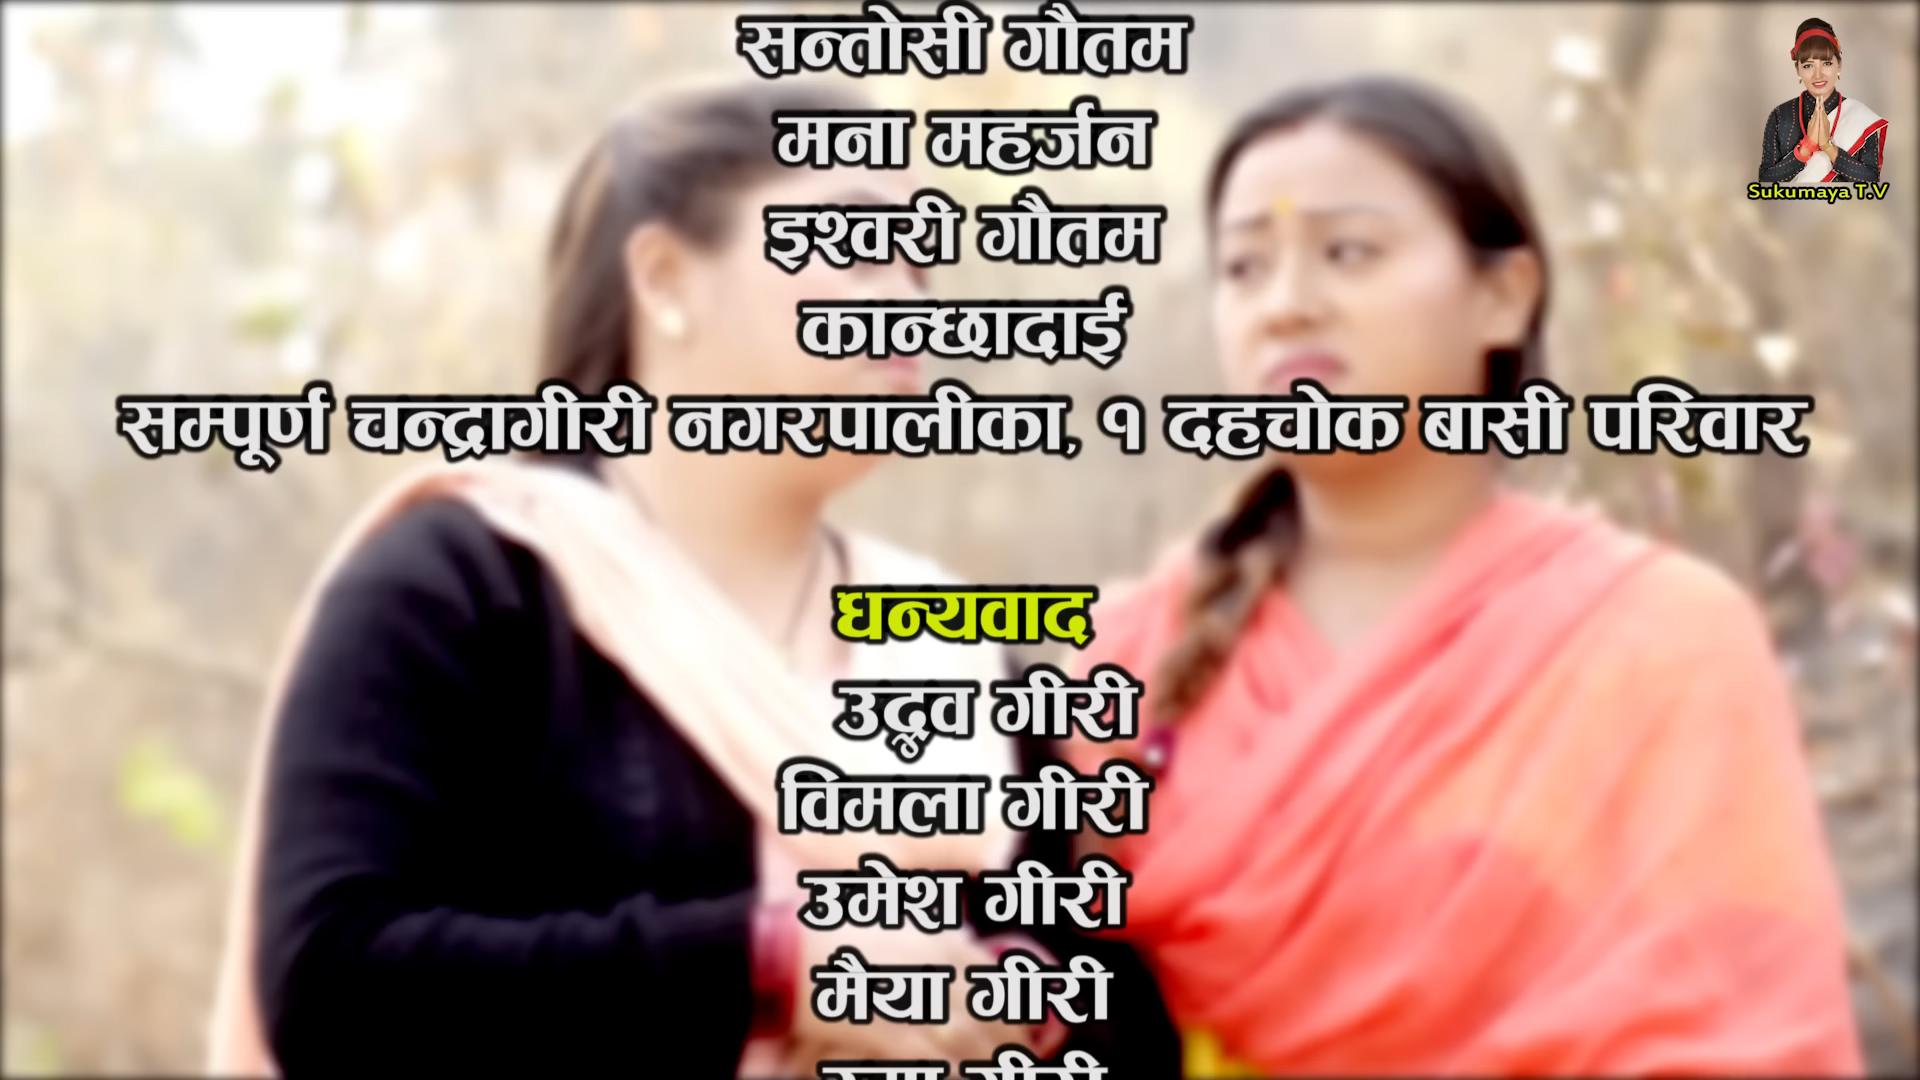 सन्तोसी गौतम
मना महर्जन
इश्वरी गौतम
कान्छादाई
सम्पूर्ण चन्द्रागीरी नगरपालीका, १ दहचोक बासी परिवार
धन्यवाद
उद्धव गीरी
विमला गीरी
उमेश गीरी
मैया गीरी
गीरी
Sukumaya T.V